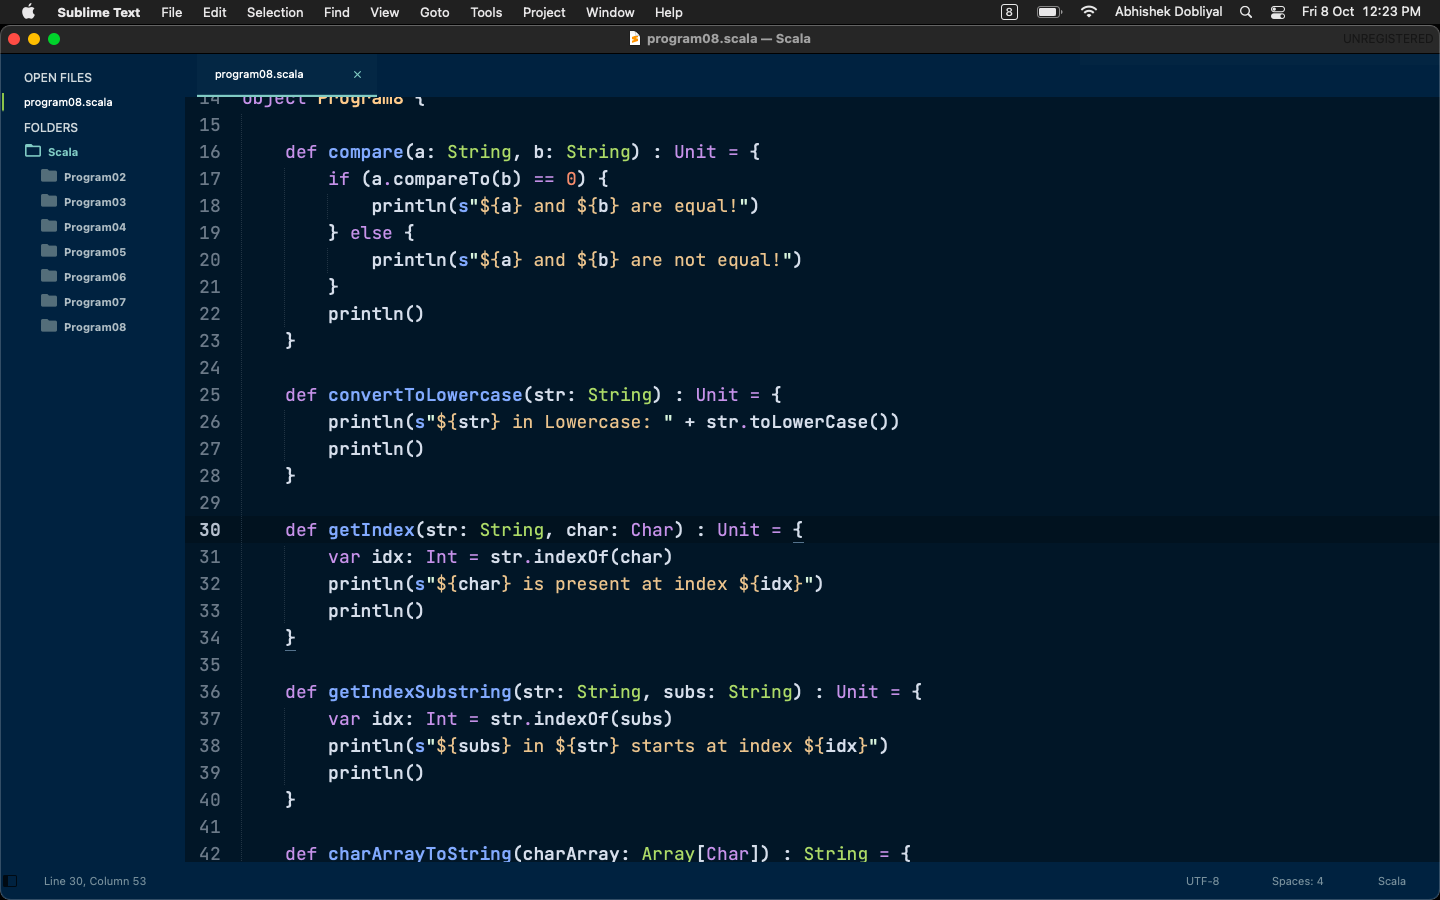 Sublime Text File Edit Selection Find View Goto Tools Project Window Help 8 Abhishek Dobliyal Fri 8 Oct 12:23 PM
program08.scala — Scala UNREGISTERED
OPEN FILES
program08.scala
FOLDERS
Scala
Program02
Program03
Program04
Program05
Program06
Program07
Program08
program08.scala ×
14 object Program8 {
15
16     def compare(a: String, b: String) : Unit = {
17         if (a.compareTo(b) == 0) {
18             println(s"${a} and ${b} are equal!")
19         } else {
20             println(s"${a} and ${b} are not equal!")
21         }
22         println()
23     }
24
25     def convertToLowercase(str: String) : Unit = {
26         println(s"${str} in Lowercase: " + str.toLowerCase())
27         println()
28     }
29
30     def getIndex(str: String, char: Char) : Unit = {
31         var idx: Int = str.indexOf(char)
32         println(s"${char} is present at index ${idx}")
33         println()
34     }
35
36     def getIndexSubstring(str: String, subs: String) : Unit = {
37         var idx: Int = str.indexOf(subs)
38         println(s"${subs} in ${str} starts at index ${idx}")
39         println()
40     }
41
42     def charArrayToString(charArray: Array[Char]) : String = {
Line 30, Column 53 UTF-8 Spaces: 4 Scala